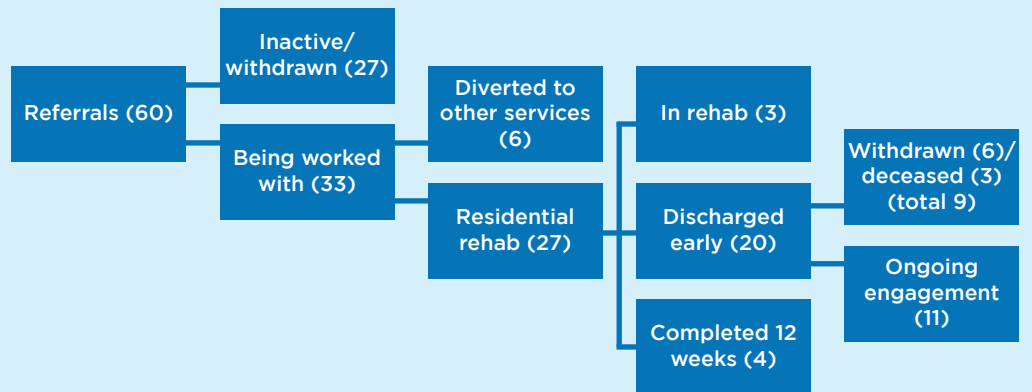 Referrals (60)
Inactive/
withdrawn (27)
Being worked
with (33)
Diverted to
other services
(6)
Residential
rehab (27)
In rehab (3)
Discharged
early (20)
Completed 12
weeks (4)
Withdrawn (6)/
deceased (3)
(total 9)
Ongoing
engagement
(11)